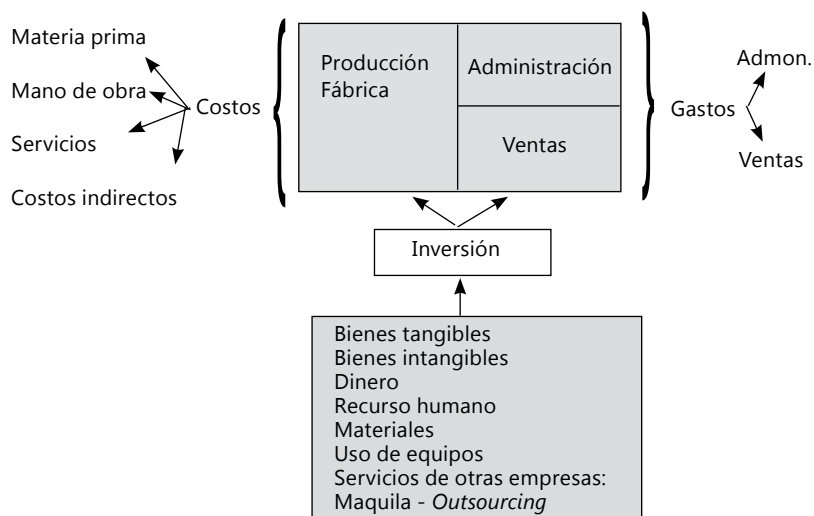 Materia prima
Mano de obra
Servicios
Costos indirectos
Costos
Producción
Fábrica
Administración
Ventas
Gastos
Admon.
Ventas
Inversión
Bienes tangibles
Bienes intangibles
Dinero
Recurso humano
Materiales
Uso de equipos
Servicios de otras empresas:
Maquila - Outsourcing